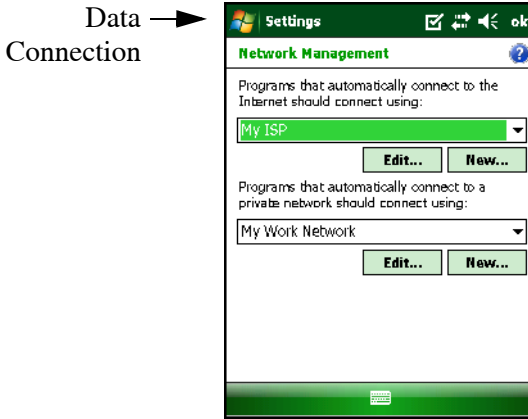 Data
Connection
Settings
ok
Network Management
?
Programs that automatically connect to the
Internet should connect using:
My ISP
Edit...
New...
Programs that automatically connect to a
private network should connect using:
My Work Network
Edit...
New...